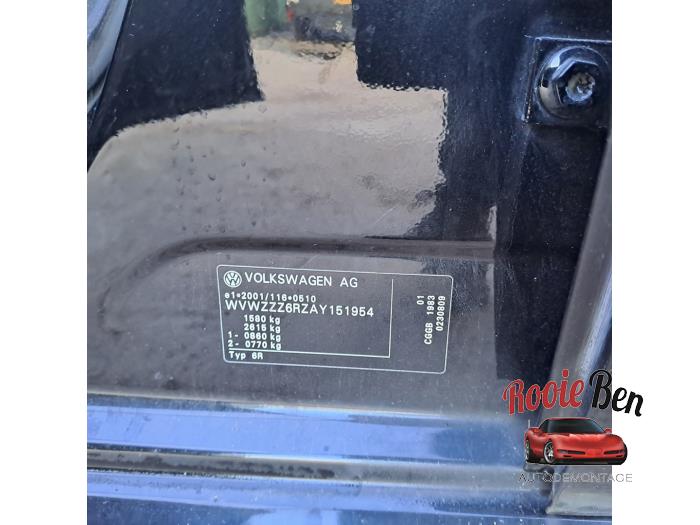 VOLKSWAGEN AG
e1*2001/116*0510
WVWZZZ6RZAY151954
1580 kg
2615 kg
1- 0860 kg
2- 0770 kg
Typ 6R
01
CGGB 1983
0230809
Rooie Ben
AUTODEMONTAGE